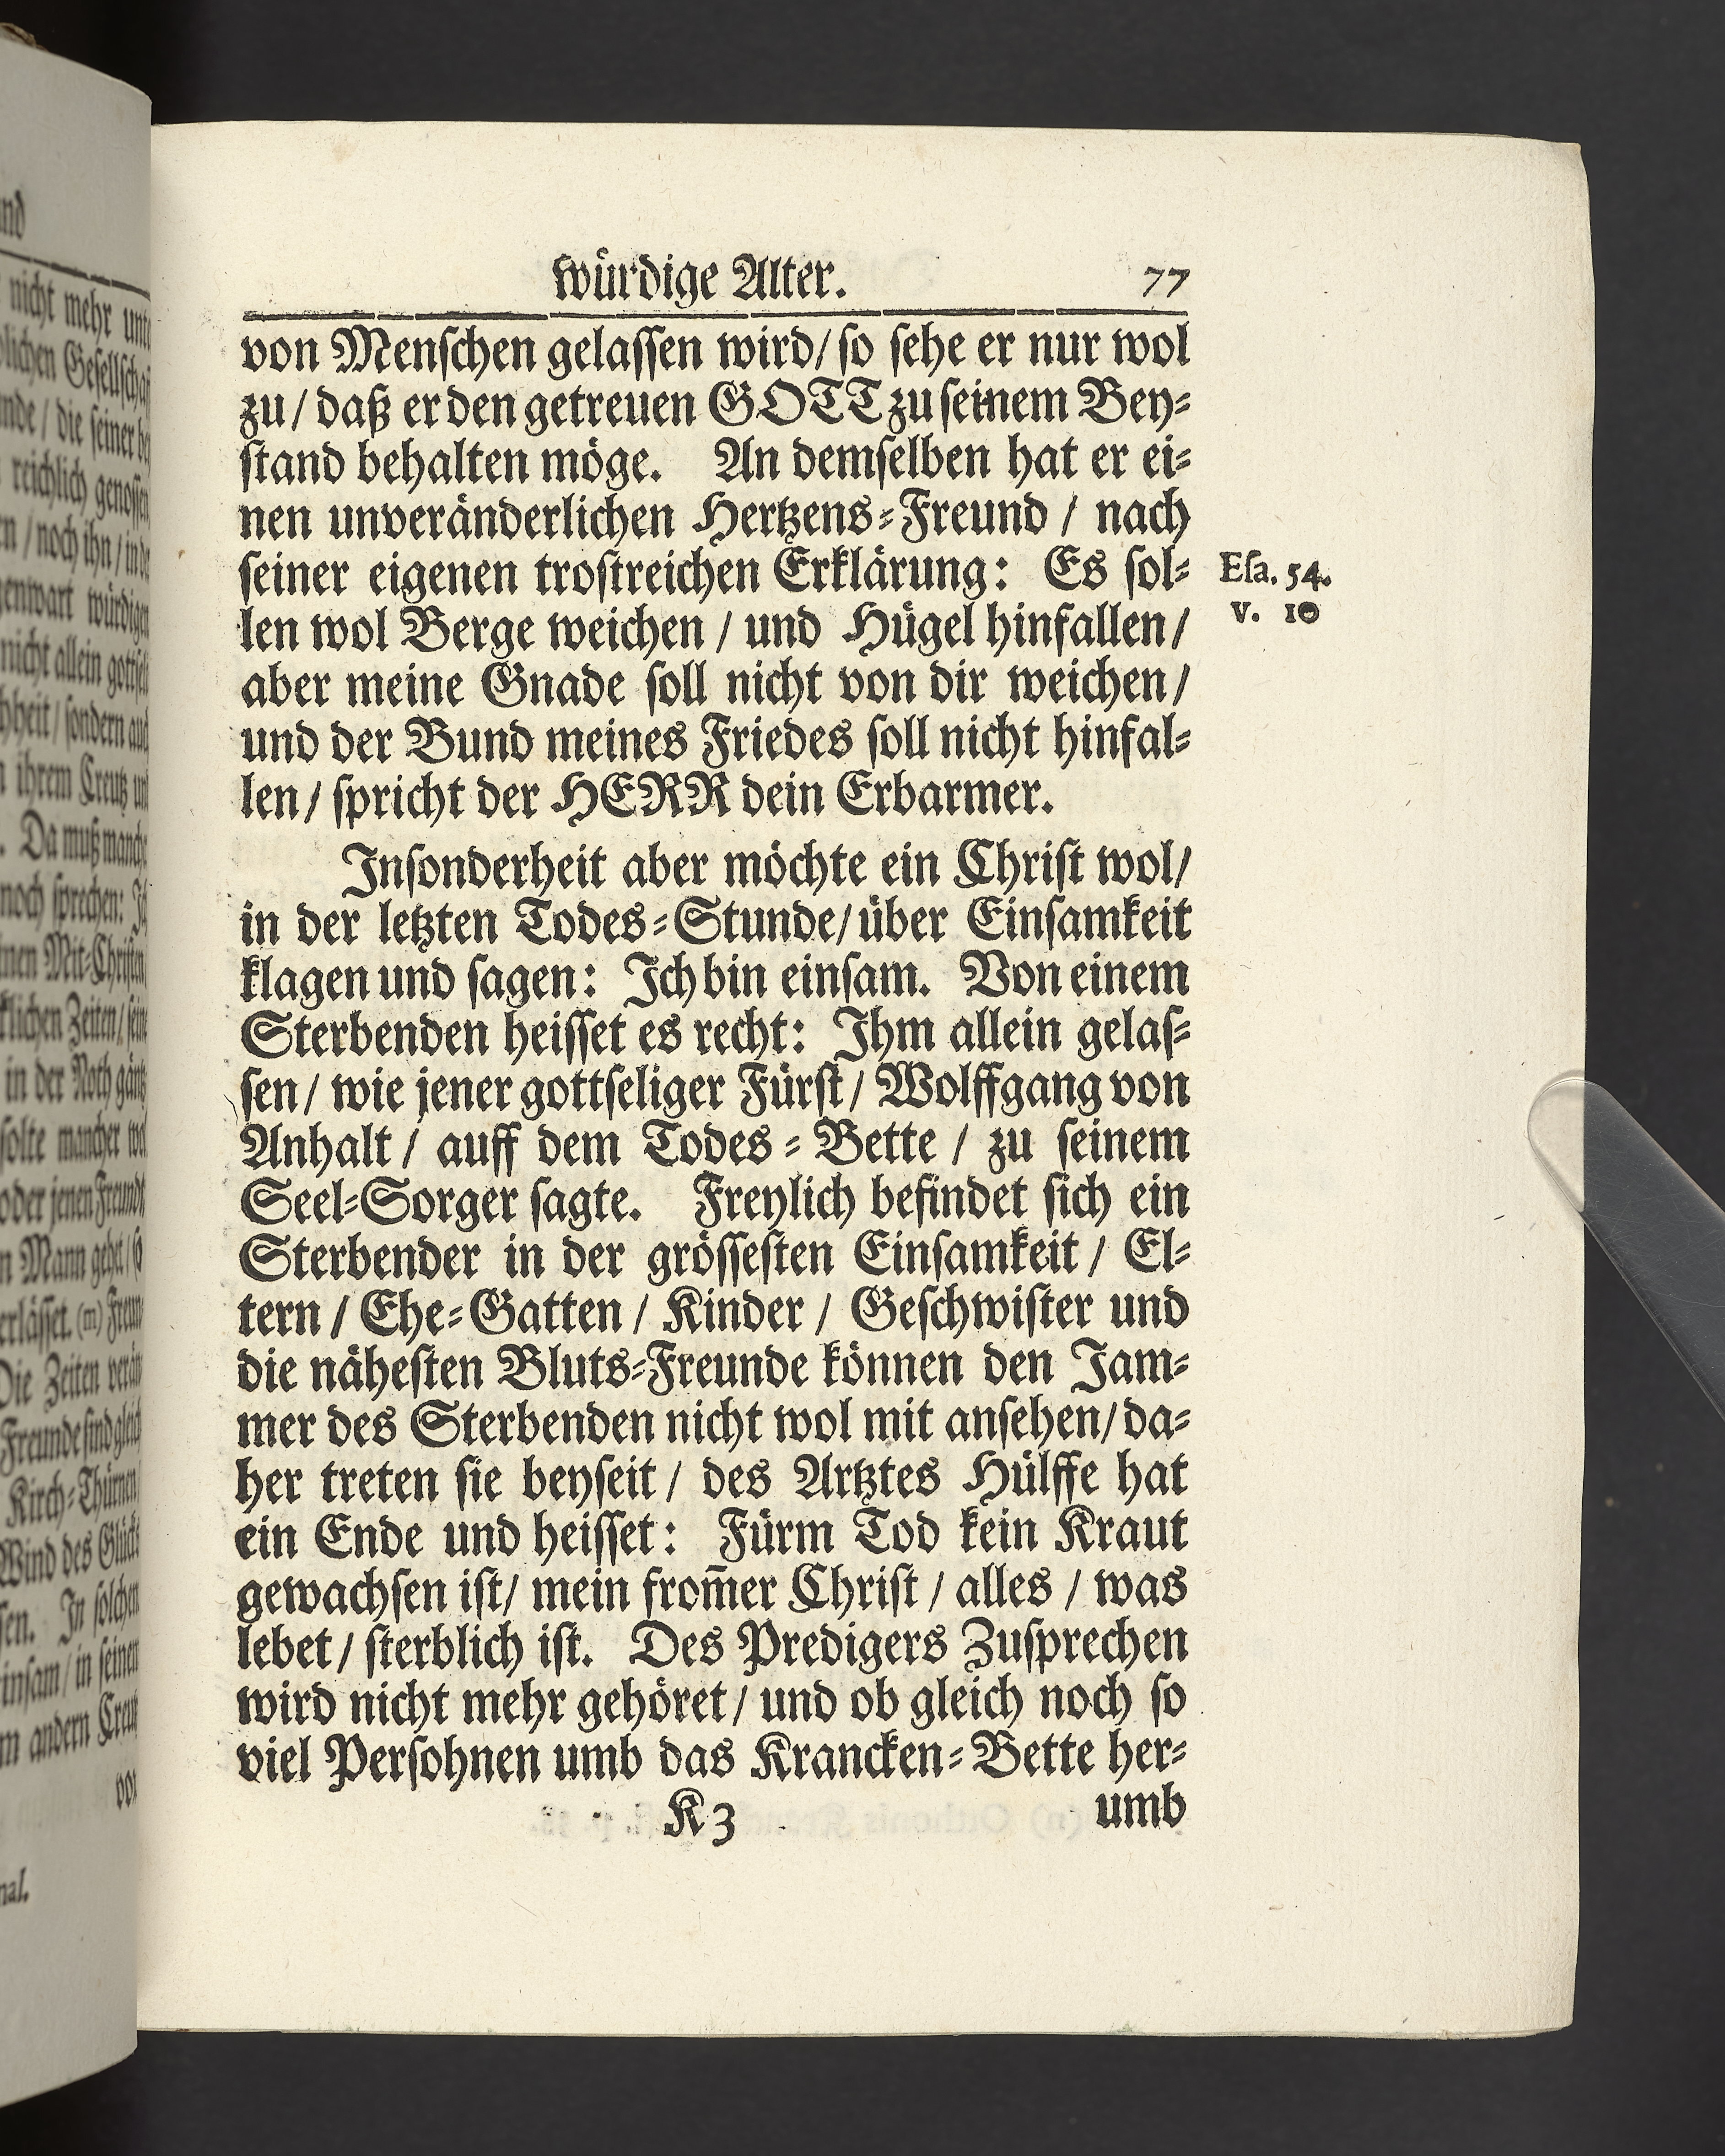 würdige Alter. 77
von Menſchen gelaſſen wird/ ſo ſehe er nur wol
zu/ daß er den getreuen GOTT zu ſeinem Bey⸗
ſtand behalten möge. An demſelben hat er ei⸗
nen unveränderlichen Hertzens⸗Freund / nach
ſeiner eigenen troſtreichen Erklärung: Es ſol⸗
Eſa. 54.
v. 10
len wol Berge weichen / und Hügel hinfallen/
aber meine Gnade ſoll nicht von dir weichen/
und der Bund meines Friedes ſoll nicht hinfal⸗
len/ ſpricht der HERR dein Erbarmer.
Inſonderheit aber möchte ein Chriſt wol/
in der letzten Todes⸗Stunde/ über Einſamkeit
klagen und ſagen: Ich bin einſam. Von einem
Sterbenden heiſſet es recht: Ihm allein gelaſ⸗
ſen/ wie jener gottſeliger Fürſt/ Wolffgang von
Anhalt / auff dem Todes⸗Bette / zu ſeinem
Seel⸗Sorger ſagte. Freylich befindet ſich ein
Sterbender in der gröſſeſten Einſamkeit / El⸗
tern / Ehe⸗Gatten / Kinder / Geſchwiſter und
die näheſten Bluts⸗Freunde können den Jam⸗
mer des Sterbenden nicht wol mit anſehen/ da⸗
her treten ſie beyſeit / des Artztes Hülffe hat
ein Ende und heiſſet: Fürm Tod kein Kraut
gewachſen iſt/ mein from̃er Chriſt / alles / was
lebet / ſterblich iſt. Des Predigers Zuſprechen
wird nicht mehr gehöret / und ob gleich noch ſo
viel Perſohnen umb das Krancken⸗Bette her⸗
K 3 umb